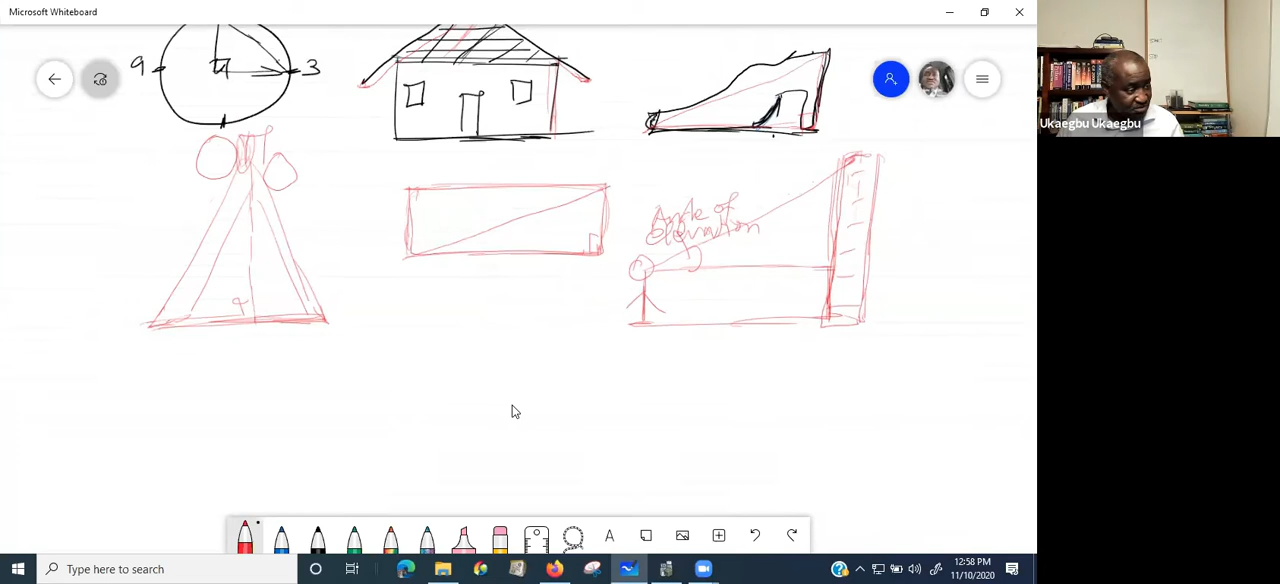 Microsoft Whiteboard
9
3
Ukaegbu Ukaegbu
Angle of
Elevation
A
Type here to search
12:58 PM
11/10/2020